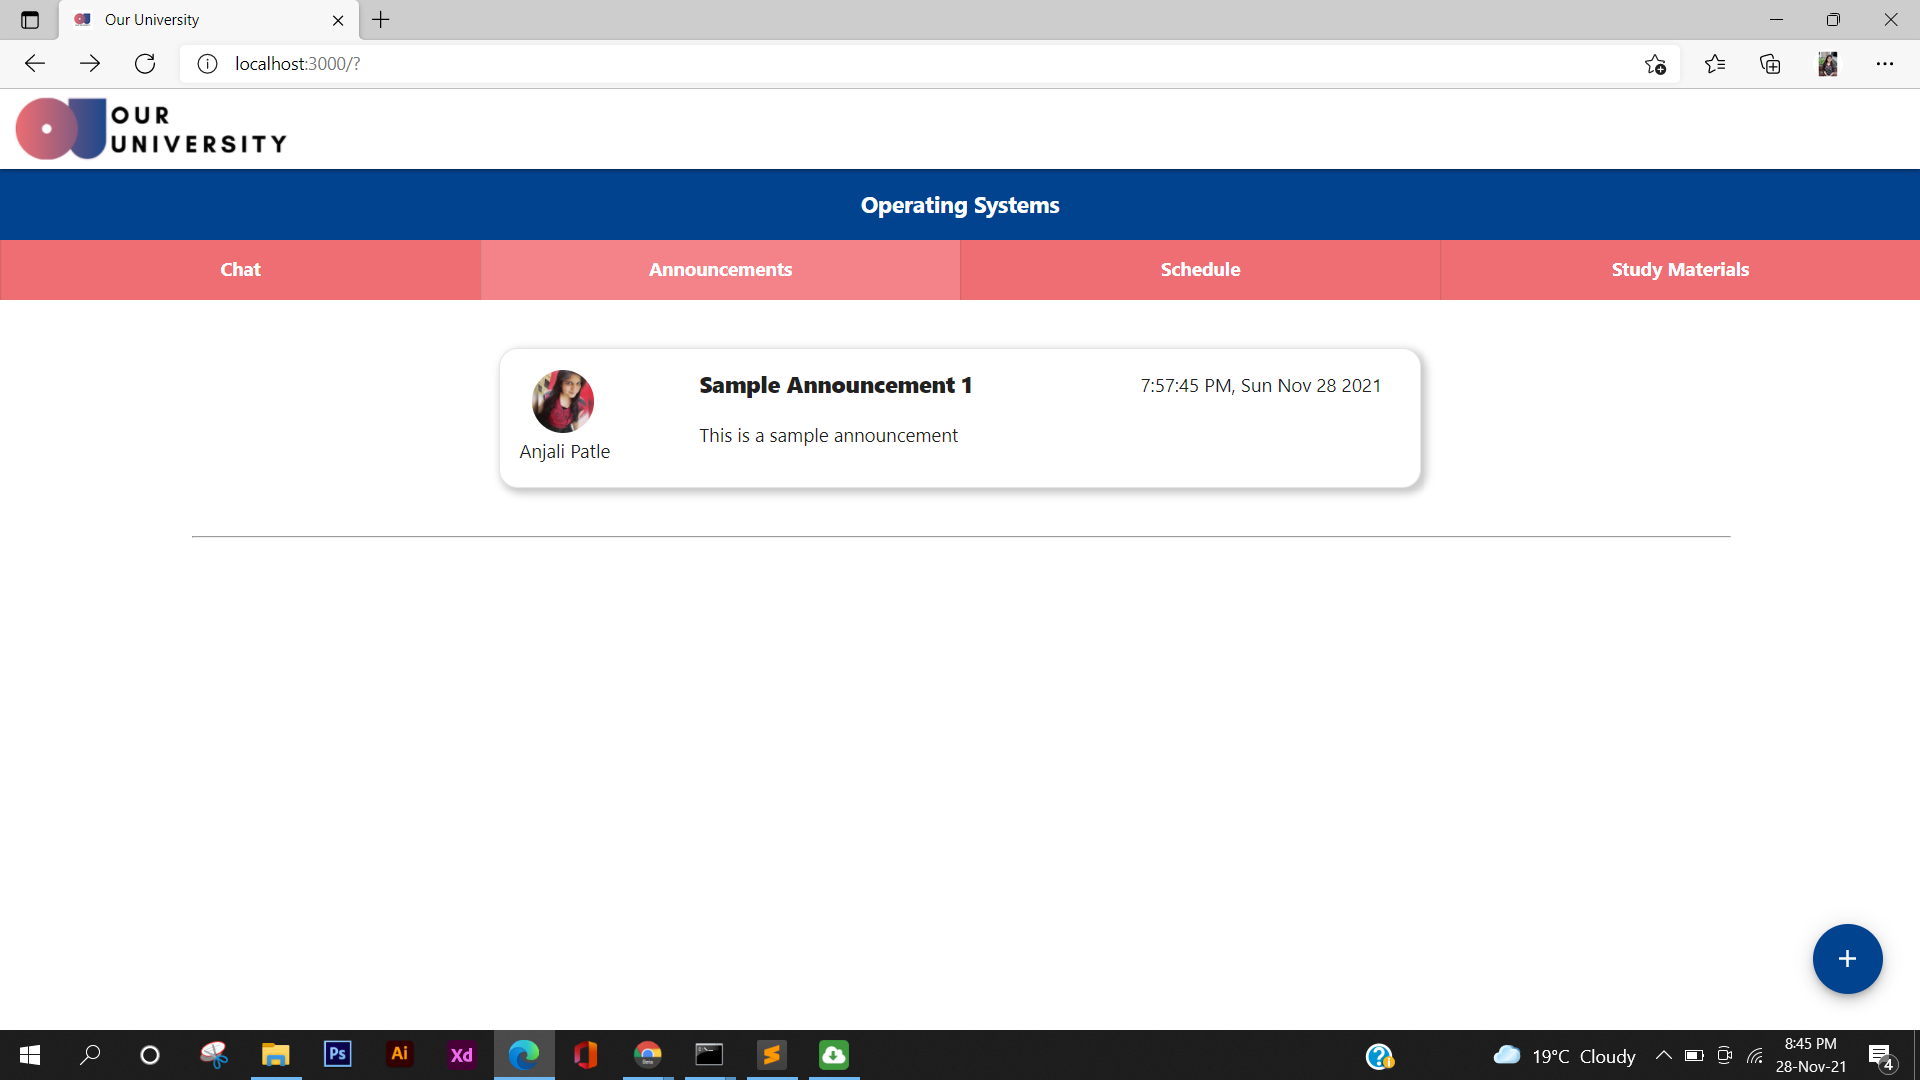 Our University
localhost:3000/?
OUR
UNIVERSITY
Operating Systems
Chat
Announcements
Schedule
Study Materials
Sample Announcement 1
7:57:45 PM, Sun Nov 28 2021
This is a sample announcement
Anjali Patle
+
Ps
Ai
Xd
19°C Cloudy
8:45 PM
28-Nov-21
4